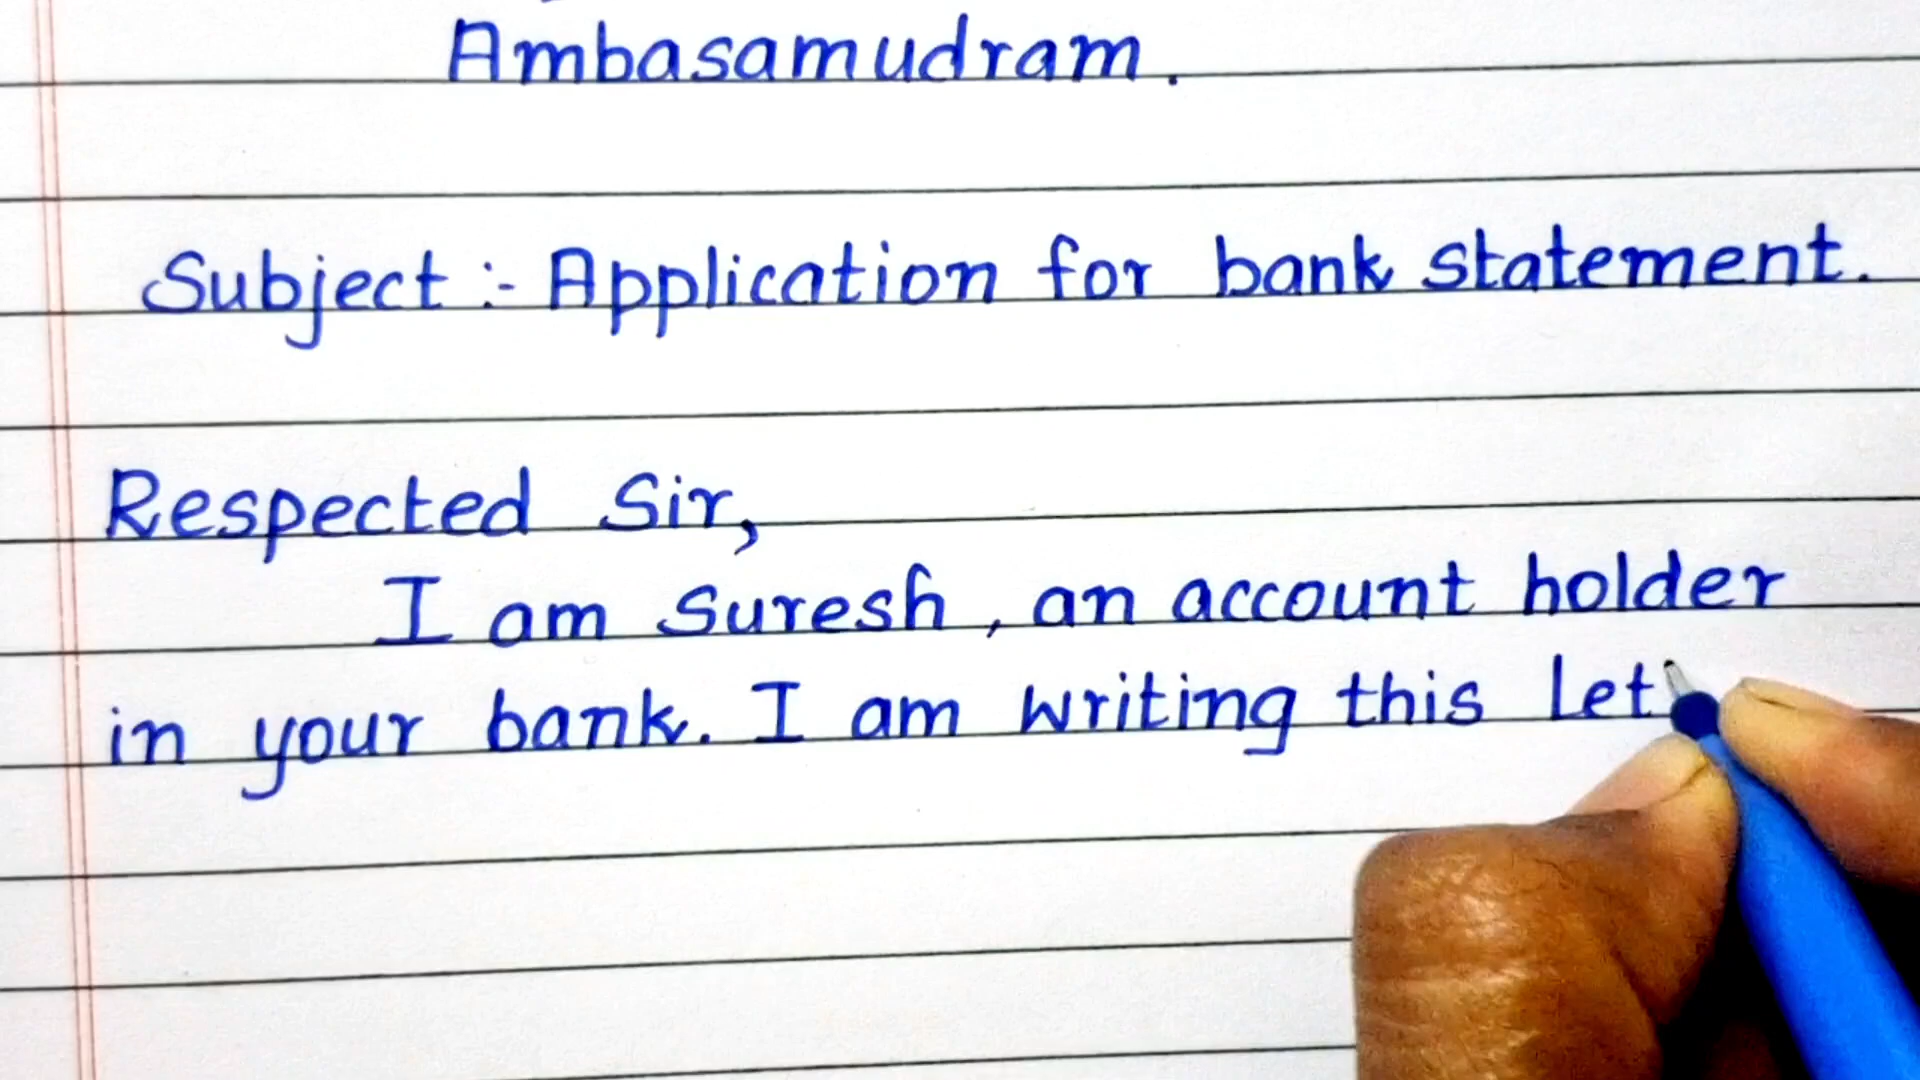 Ambasamudram.
Subject :- Application for bank statement.
Respected Sir,
I am Suresh, an account holder
in your bank. I am writing this Let